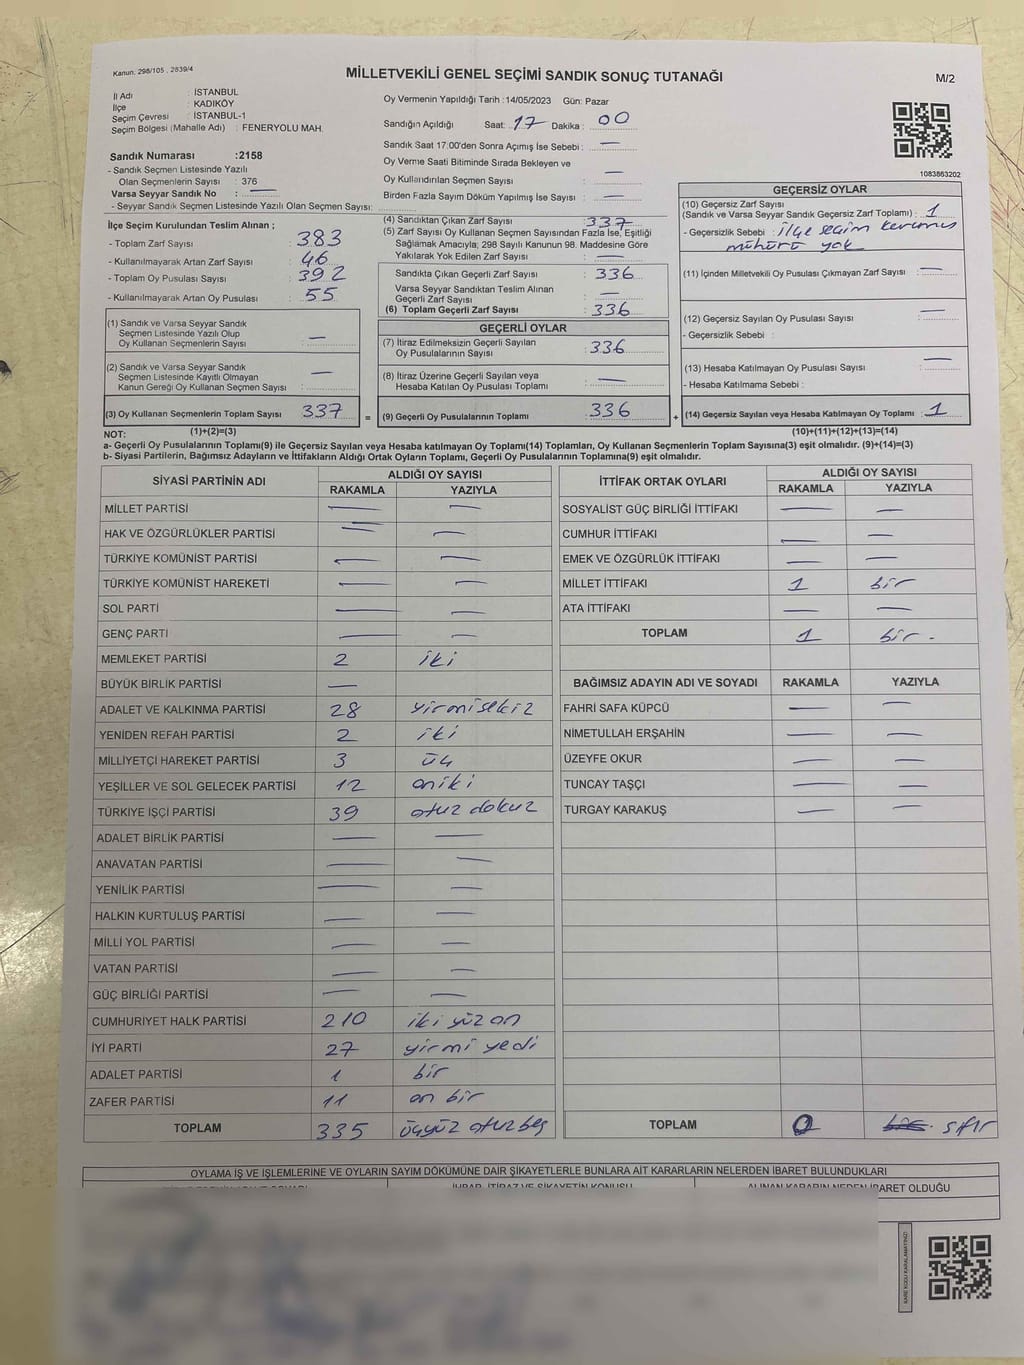 Kanun: 298/105 , 2839/4
MİLLETVEKİLİ GENEL SEÇİMİ SANDIK SONUÇ TUTANAĞI
M/2
İl Adı : İSTANBUL
İlçe : KADIKÖY
Seçim Çevresi : İSTANBUL-1
Seçim Bölgesi (Mahalle Adı) : FENERYOLU MAH.
Oy Vermenin Yapıldığı Tarih :14/05/2023 Gün: Pazar
Sandığın Açıldığı Saat: 17 Dakika : 00
Sandık Saat 17:00'den Sonra Açımış İse Sebebi : —
Oy Verme Saati Bitiminde Sırada Bekleyen ve
Oy Kullandırılan Seçmen Sayısı : —
Birden Fazla Sayım Döküm Yapılmış İse Sayısı : —
1083863202
Sandık Numarası :2158
- Sandık Seçmen Listesinde Yazılı
Olan Seçmenlerin Sayısı : 376
Varsa Seyyar Sandık No : —
- Seyyar Sandık Seçmen Listesinde Yazılı Olan Seçmen Sayısı:
İlçe Seçim Kurulundan Teslim Alınan ;
- Toplam Zarf Sayısı : 383
- Kullanılmayarak Artan Zarf Sayısı : 46
- Toplam Oy Pusulası Sayısı : 392
- Kullanılmayarak Artan Oy Pusulası : 55
(1) Sandık ve Varsa Seyyar Sandık
Seçmen Listesinde Yazılı Olup
Oy Kullanan Seçmenlerin Sayısı : —
(2) Sandık ve Varsa Seyyar Sandık
Seçmen Listesinde Kayıtlı Olmayan
Kanun Gereği Oy Kullanan Seçmen Sayısı : —
(3) Oy Kullanan Seçmenlerin Toplam Sayısı : 337 =
(1)+(2)=(3)
(4) Sandıktan Çıkan Zarf Sayısı : 337
(5) Zarf Sayısı Oy Kullanan Seçmen Sayısından Fazla İse, Eşitliği
Sağlamak Amacıyla; 298 Sayılı Kanunun 98. Maddesine Göre
Yakılarak Yok Edilen Zarf Sayısı : —
Sandıkta Çıkan Geçerli Zarf Sayısı : 336
Varsa Seyyar Sandıktan Teslim Alınan
Geçerli Zarf Sayısı : —
(6) Toplam Geçerli Zarf Sayısı : 336
GEÇERLİ OYLAR
(7) İtiraz Edilmeksizin Geçerli Sayılan
Oy Pusulalarının Sayısı : 336
(8) İtiraz Üzerine Geçerli Sayılan veya
Hesaba Katılan Oy Pusulası Toplamı : —
(9) Geçerli Oy Pusulalarının Toplamı : 336 +
GEÇERSİZ OYLAR
(10) Geçersiz Zarf Sayısı
(Sandık ve Varsa Seyyar Sandık Geçersiz Zarf Toplamı) : 1
- Geçersizlik Sebebi : ilçe seçim
mührü yok
(11) İçinden Milletvekili Oy Pusulası Çıkmayan Zarf Sayısı : —
(12) Geçersiz Sayılan Oy Pusulası Sayısı : —
- Geçersizlik Sebebi :
(13) Hesaba Katılmayan Oy Pusulası Sayısı : —
- Hesaba Katılmama Sebebi :
(14) Geçersiz Sayılan veya Hesaba Katılmayan Oy Toplamı : 1
(10)+(11)+(12)+(13)=(14)
NOT:
a- Geçerli Oy Pusulalarının Toplamı(9) ile Geçersiz Sayılan veya Hesaba katılmayan Oy Toplamı(14) Toplamları, Oy Kullanan Seçmenlerin Toplam Sayısına(3) eşit olmalıdır. (9)+(14)=(3)
b- Siyasi Partilerin, Bağımsız Adayların ve İttifakların Aldığı Ortak Oyların Toplamı, Geçerli Oy Pusulalarının Toplamına(9) eşit olmalıdır.
SİYASİ PARTİNİN ADI ALDIĞI OY SAYISI
RAKAMLA YAZIYLA
MİLLET PARTİSİ — —
HAK VE ÖZGÜRLÜKLER PARTİSİ — —
TÜRKİYE KOMÜNİST PARTİSİ — —
TÜRKİYE KOMÜNİST HAREKETİ — —
SOL PARTİ — —
GENÇ PARTİ — —
MEMLEKET PARTİSİ 2 iki
BÜYÜK BİRLİK PARTİSİ —
ADALET VE KALKINMA PARTİSİ 28 yirmisekiz
YENİDEN REFAH PARTİSİ 2 iki
MİLLİYETÇİ HAREKET PARTİSİ 3 üç
YEŞİLLER VE SOL GELECEK PARTİSİ 12 oniki
TÜRKİYE İŞÇİ PARTİSİ 39 otuz dokuz
ADALET BİRLİK PARTİSİ — —
ANAVATAN PARTİSİ — —
YENİLİK PARTİSİ — —
HALKIN KURTULUŞ PARTİSİ — —
MİLLİ YOL PARTİSİ — —
VATAN PARTİSİ — —
GÜÇ BİRLİĞİ PARTİSİ — —
CUMHURİYET HALK PARTİSİ 210 iki yüz on
İYİ PARTİ 27 yirmi yedi
ADALET PARTİSİ 1 bir
ZAFER PARTİSİ 11 on bir
TOPLAM 335 üçyüz otuz beş
İTTİFAK ORTAK OYLARI ALDIĞI OY SAYISI
RAKAMLA YAZIYLA
SOSYALİST GÜÇ BİRLİĞİ İTTİFAKI — —
CUMHUR İTTİFAKI — —
EMEK VE ÖZGÜRLÜK İTTİFAKI — —
MİLLET İTTİFAKI 1 bir
ATA İTTİFAKI — —
TOPLAM 1 bir.
BAĞIMSIZ ADAYIN ADI VE SOYADI RAKAMLA YAZIYLA
FAHRİ SAFA KÜPCÜ — —
NİMETULLAH ERŞAHİN — —
ÜZEYFE OKUR — —
TUNCAY TAŞÇI — —
TURGAY KARAKUŞ — —
TOPLAM 0 sıfır
OYLAMA İŞ VE İŞLEMLERİNE VE OYLARIN SAYIM DÖKÜMÜNE DAİR ŞİKAYETLERLE BUNLARA AİT KARARLARIN NELERDEN İBARET BULUNDUKLARI
İHBAR, İTİRAZ VE ŞİKAYETİN KONUSU ALINAN KARARIN NEDEN İBARET OLDUĞU